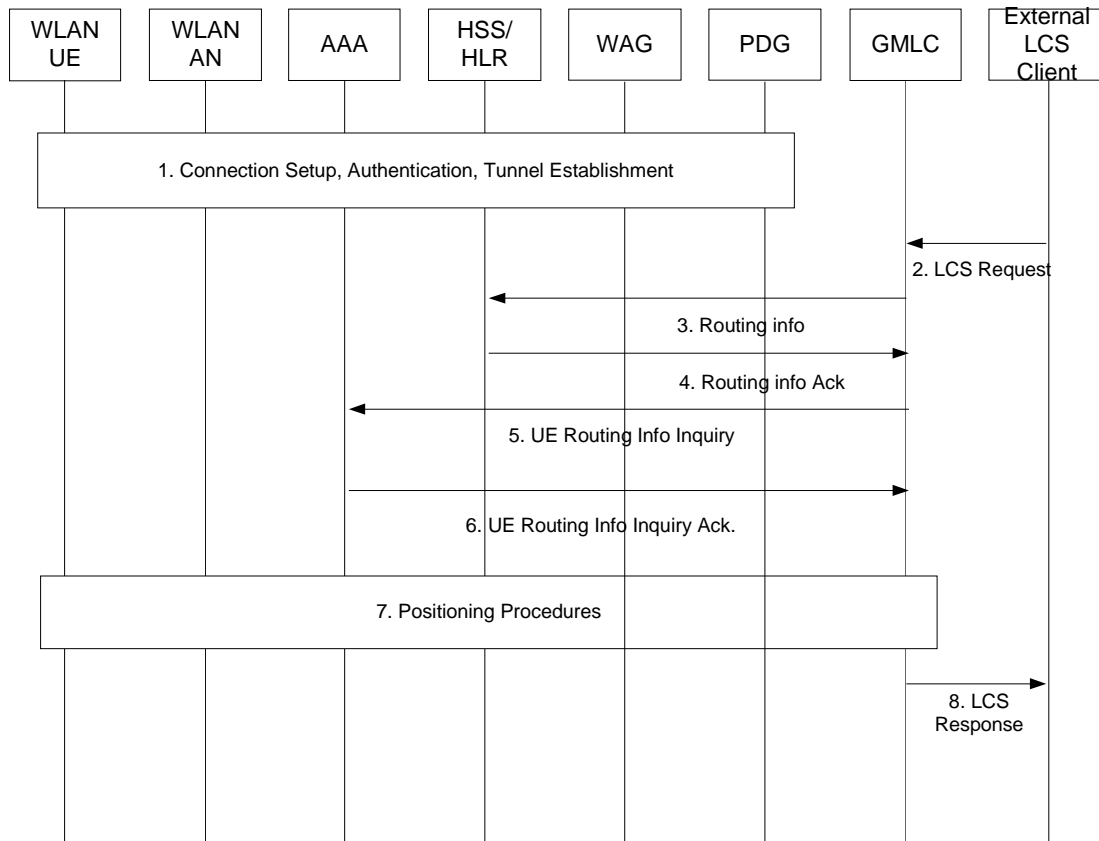 WLAN
UE
WLAN
AN
AAA
HSS/
HLR
WAG
PDG
GMLC
External
LCS
Client
1. Connection Setup, Authentication, Tunnel Establishment
2. LCS Request
3. Routing info
4. Routing info Ack
5. UE Routing Info Inquiry
6. UE Routing Info Inquiry Ack.
7. Positioning Procedures
8. LCS
Response